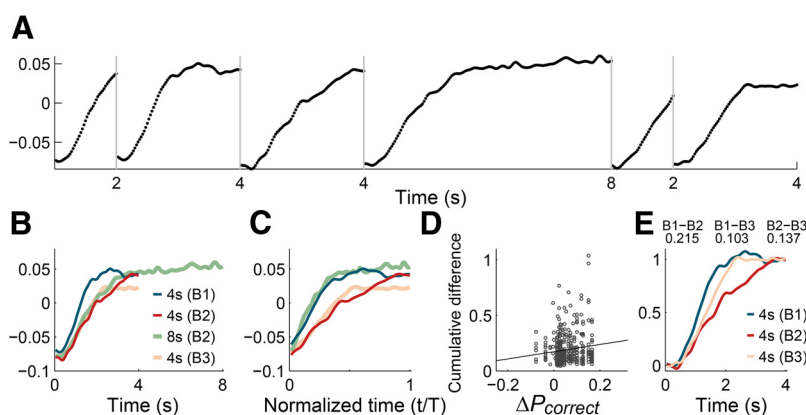 A
0.05
0
−0.05
2 4 4 8 2 4
Time (s)
B
0.05
0
−0.05
−0.1
0 4 8
Time (s)
4s (B1)
4s (B2)
8s (B2)
4s (B3)
C
0.05
0
−0.05
−0.1
0 1
Normalized time (t/T)
D
Cumulative difference
1
0.5
0
−0.2 0 0.2
ΔPcorrect
E
B1−B2 B1−B3 B2−B3
0.215 0.103 0.137
1
0.5
0
0 2 4
Time (s)
4s (B1)
4s (B2)
4s (B3)